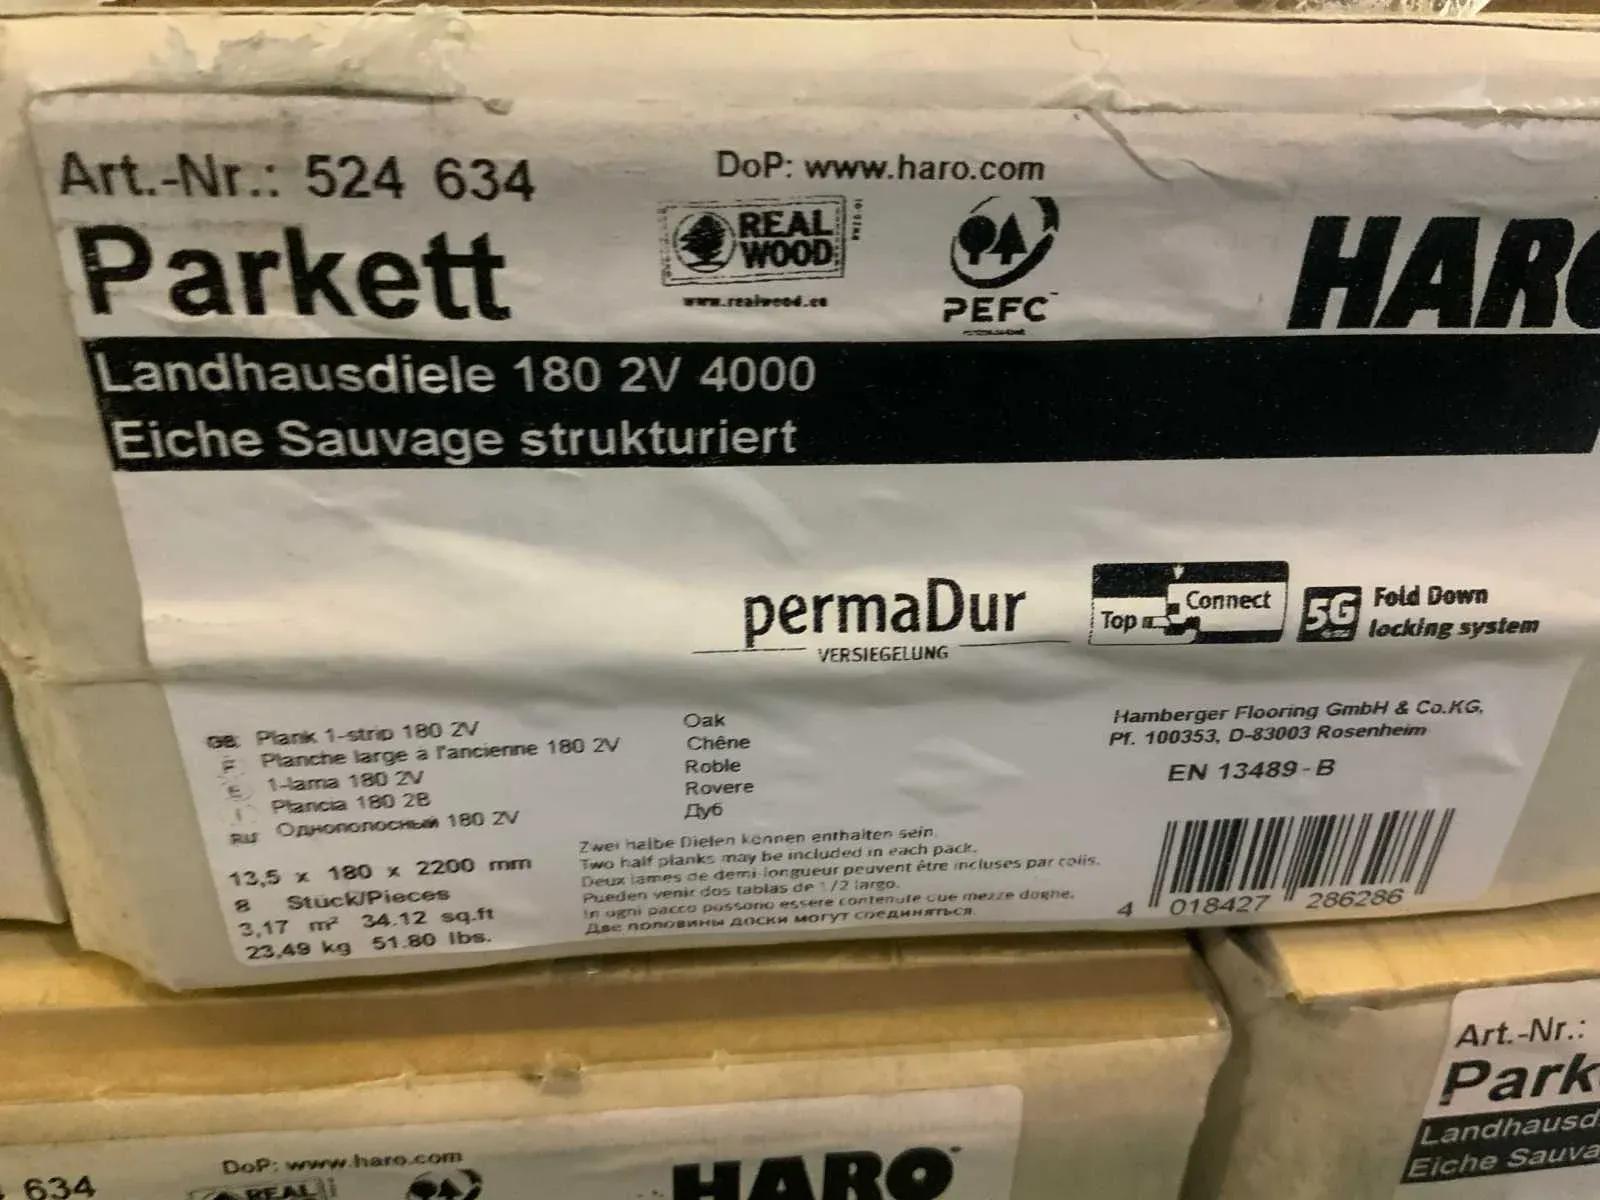 Art.-Nr.: 524 634
DoP: www.haro.com
Parkett
REAL
WOOD
www.realwood.eu
PEFC
HARO
Landhausdiele 180 2V 4000
Eiche Sauvage strukturiert
permaDur
VERSIEGELUNG
Top Connect
5G
Fold Down
locking system
GB: Plank 1-strip 180 2V
Oak
F Planche large à l'ancienne 180 2V
Chêne
E 1-lama 180 2V
Roble
I Plancia 180 2B
Rovere
RU Однополосный 180 2V
Дуб
13,5 x 180 x 2200 mm
8 Stück/Pieces
3,17 m² 34.12 sq.ft
23,49 kg 51.80 lbs.
Zwei halbe Dielen können enthalten sein.
Two half planks may be included in each pack.
Deux lames de demi-longueur peuvent être incluses par colis.
Pueden venir dos tablas de 1/2 largo.
In ogni pacco possono essere contenute due mezze doghe.
Две половины доски могут соединяться.
Hamberger Flooring GmbH & Co.KG,
Pf. 100353, D-83003 Rosenheim
EN 13489-B
4 018427 286286
634
DoP: www.haro.com
REAL
HARO
Art.-Nr.:
Park
Landhausd
Eiche Sauva